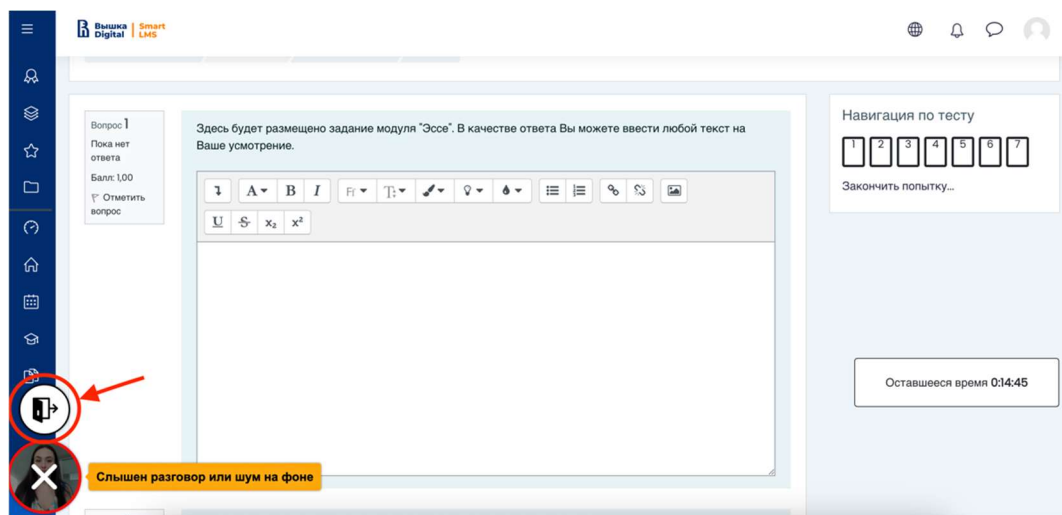 Вышка | Smart
Digital | LMS
Вопрос 1
Пока нет
ответа
Балл: 1,00
Отметить
вопрос
Здесь будет размещено задание модуля "Эссе". В качестве ответа Вы можете ввести любой текст на
Ваше усмотрение.
A B I Ff T:
U S x₂ x²
Навигация по тесту
1 2 3 4 5 6 7
Закончить попытку...
Оставшееся время 0:14:45
Слышен разговор или шум на фоне